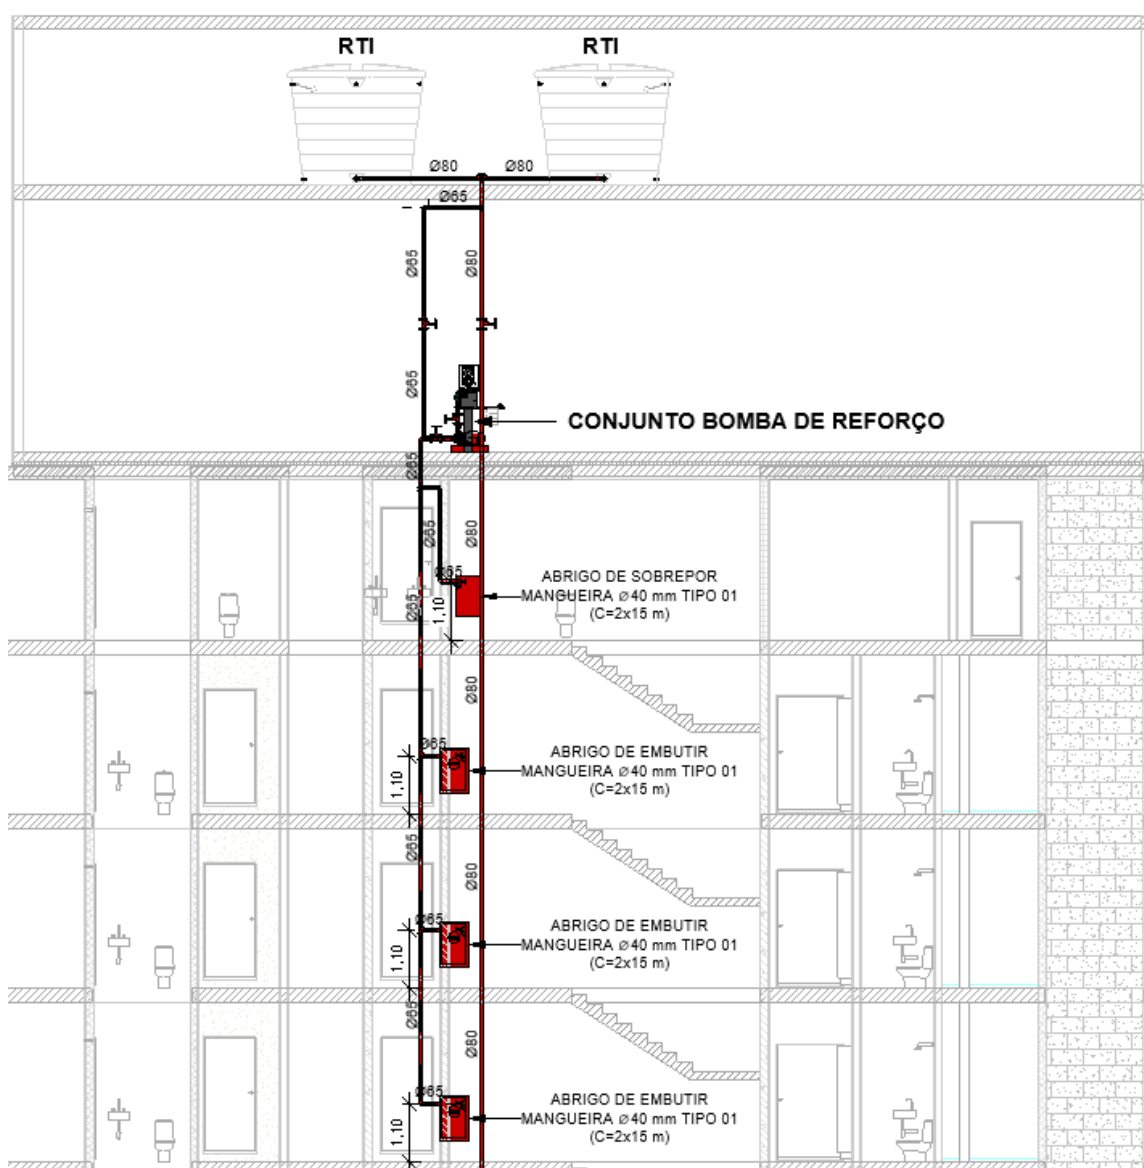 RTI
RTI
Ø80
Ø80
Ø65
Ø65
Ø80
Ø65
CONJUNTO BOMBA DE REFORÇO
Ø65
Ø65
Ø80
Ø65
ABRIGO DE SOBREPOR
MANGUEIRA Ø40 mm TIPO 01
(C=2x15 m)
Ø65
1,10
Ø80
Ø65
ABRIGO DE EMBUTIR
MANGUEIRA Ø40 mm TIPO 01
(C=2x15 m)
1,10
Ø65
Ø80
Ø65
ABRIGO DE EMBUTIR
MANGUEIRA Ø40 mm TIPO 01
(C=2x15 m)
1,10
Ø65
Ø80
Ø65
ABRIGO DE EMBUTIR
MANGUEIRA Ø40 mm TIPO 01
(C=2x15 m)
1,10